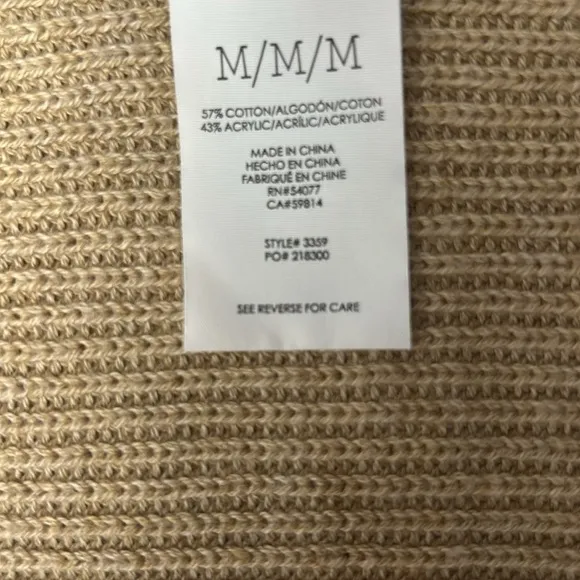 M/M/M
57% COTTON/ALGODÓN/COTON
43% ACRYLIC/ACRÍLIC/ACRYLIQUE
MADE IN CHINA
HECHO EN CHINA
FABRIQUÉ EN CHINE
RN#54077
CA#59814
STYLE# 3359
PO# 218300
SEE REVERSE FOR CARE